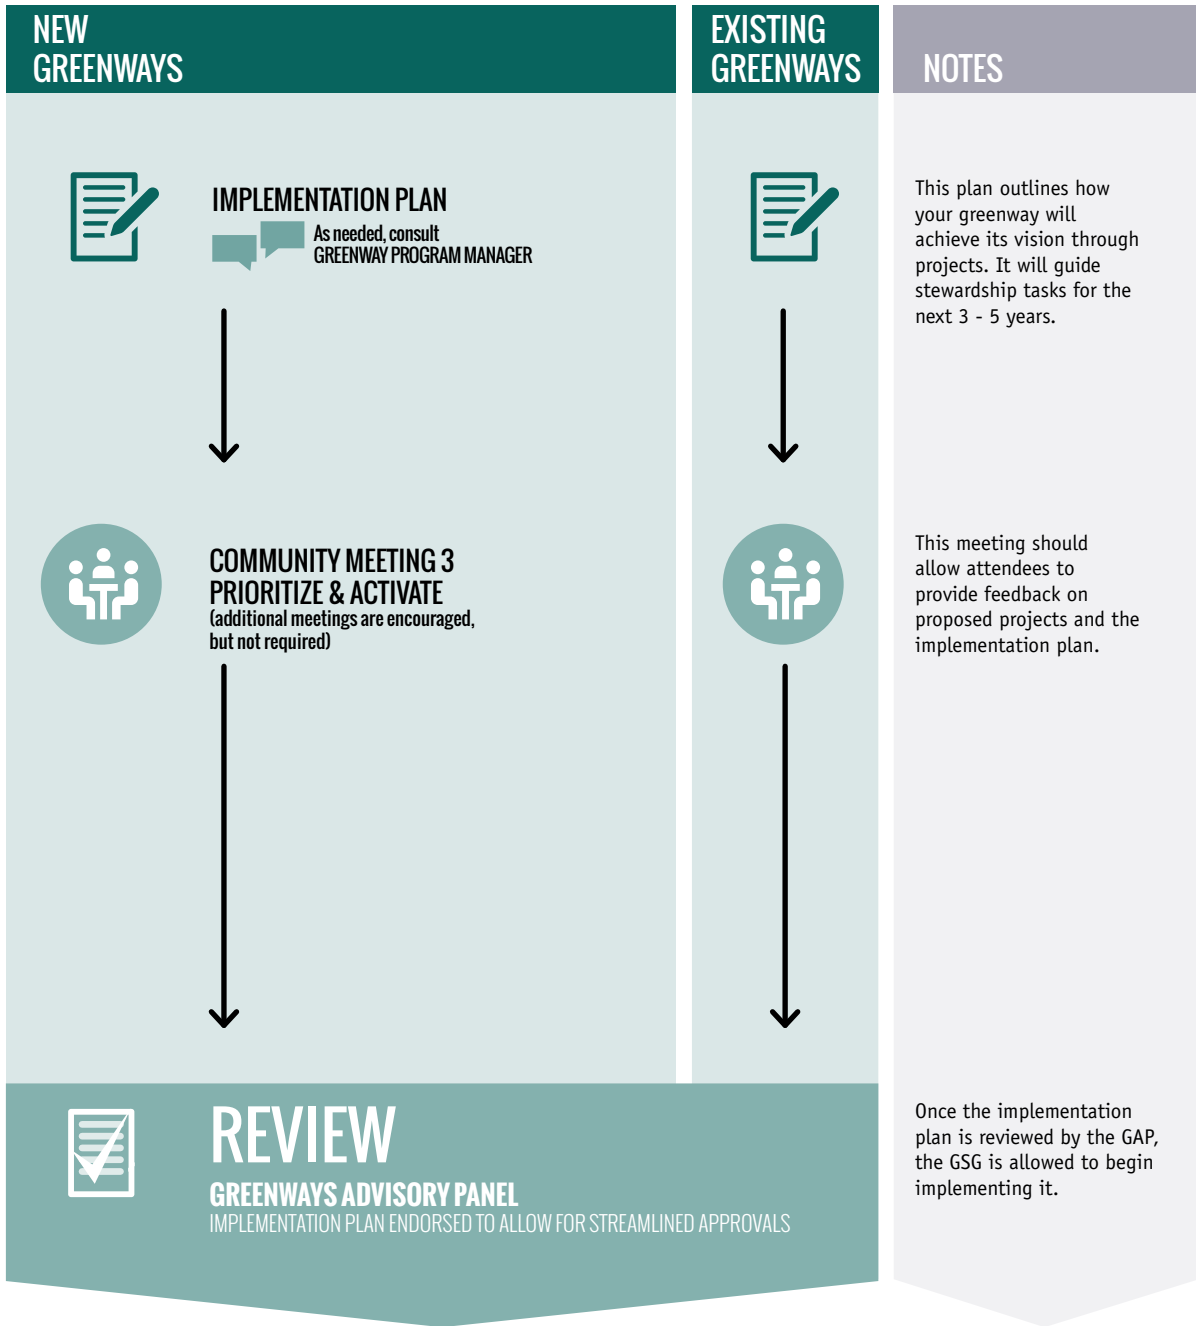 NEW
GREENWAYS
EXISTING
GREENWAYS
NOTES
IMPLEMENTATION PLAN
As needed, consult
GREENWAY PROGRAM MANAGER
This plan outlines how
your greenway will
achieve its vision through
projects. It will guide
stewardship tasks for the
next 3 - 5 years.
COMMUNITY MEETING 3
PRIORITIZE & ACTIVATE
(additional meetings are encouraged,
but not required)
This meeting should
allow attendees to
provide feedback on
proposed projects and the
implementation plan.
REVIEW
GREENWAYS ADVISORY PANEL
IMPLEMENTATION PLAN ENDORSED TO ALLOW FOR STREAMLINED APPROVALS
Once the implementation
plan is reviewed by the GAP,
the GSG is allowed to begin
implementing it.